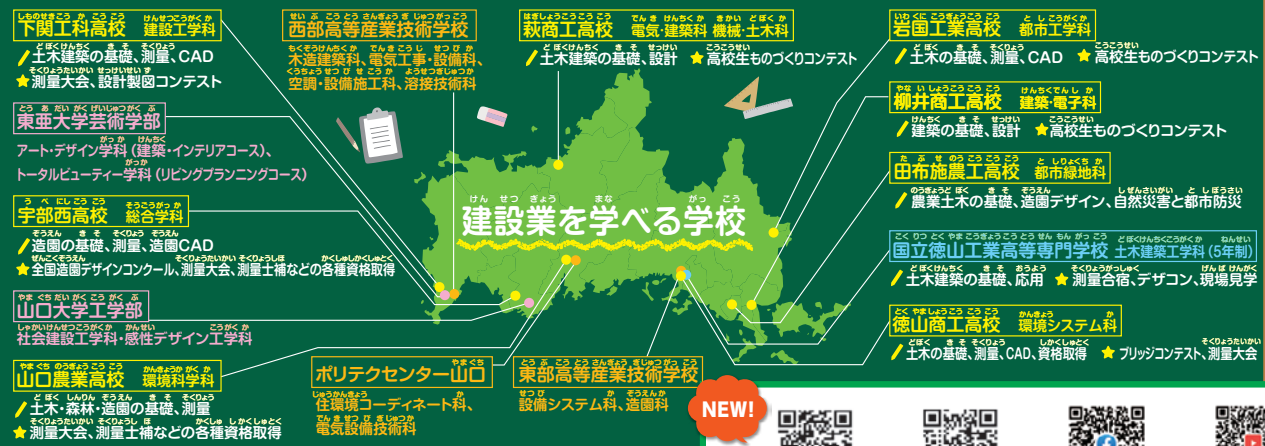 下関工科高校 建設工学科
土木建築の基礎、測量、CAD
★測量大会、設計製図コンテスト
東亜大学芸術学部
アート・デザイン学科(建築・インテリアコース)、
トータルビューティー学科(リビングプランニングコース)
宇部西高校 総合学科
造園の基礎、測量、造園CAD
★全国造園デザインコンクール、測量大会、測量士補などの各種資格取得
山口大学工学部
社会建設工学科・感性デザイン工学科
山口農業高校 環境科学科
土木・森林・造園の基礎、測量
★測量大会、測量士補などの各種資格取得
西部高等産業技術学校
木造建築科、電気工事・設備科、
空調・設備施工科、溶接技術科
萩商工高校 電気・建築科 機械・土木科
土木建築の基礎、設計 ★高校生ものづくりコンテスト
建設業を学べる学校
けんせつぎょう まな がっこう
ポリテクセンター山口
住環境コーディネート科、
電気設備技術科
東部高等産業技術学校
設備システム科、造園科
岩国工業高校 都市工学科
土木の基礎、測量、CAD ★高校生ものづくりコンテスト
柳井商工高校 建築・電子科
建築の基礎、設計 ★高校生ものづくりコンテスト
田布施農工高校 都市緑地科
農業土木の基礎、造園デザイン、自然災害と都市防災
国立徳山工業高等専門学校 土木建築工学科(5年制)
土木建築の基礎、応用 ★測量合宿、デザコン、現場見学
徳山商工高校 環境システム科
土木の基礎、測量、CAD、資格取得 ★ブリッジコンテスト、測量大会
NEW!